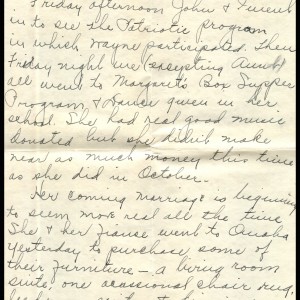 Friday afternoon John & I went
in to see the Patriotic program
in which Wayne participated. Then
Friday night we (excepting Aunt)
all went to Margaret's Box Supper
Program, & Dance given in her
school. She had real good music
donated but she didn't make
near as much money this time
as she did in October.
Her coming marriage is beginning
to seem more real all the time
She & her fiance went to Omaha
yesterday to purchase some of
their furniture — a living room
suite, one occasional chair, rug,